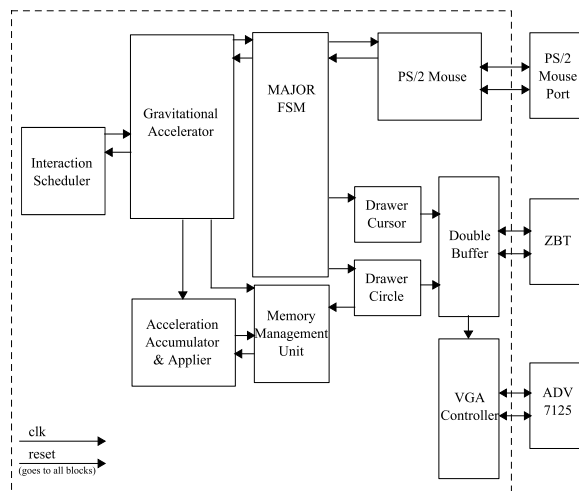 Gravitational
Accelerator
MAJOR
FSM
PS/2 Mouse
PS/2
Mouse
Port
Interaction
Scheduler
Drawer
Cursor
Double
Buffer
ZBT
Drawer
Circle
Acceleration
Accumulator
& Applier
Memory
Management
Unit
VGA
Controller
ADV
7125
clk
reset
(goes to all blocks)